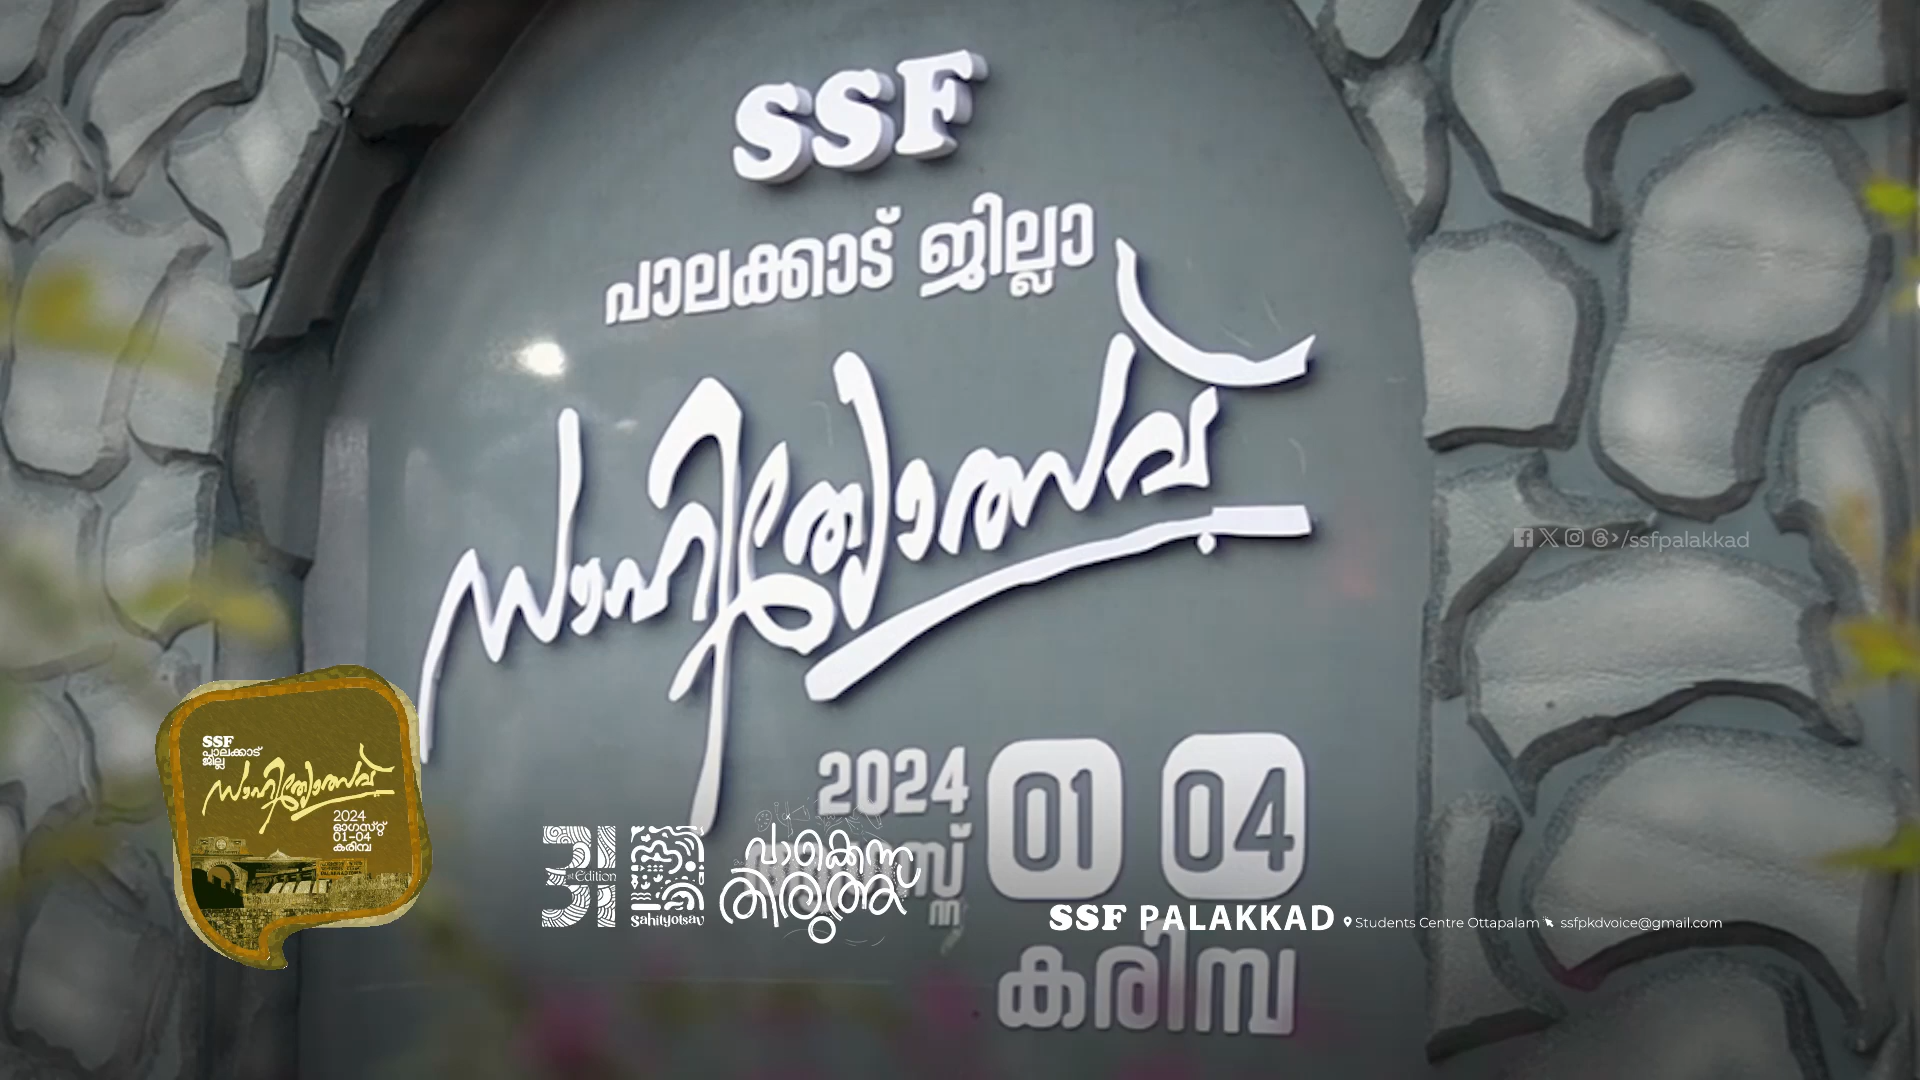 SSF
പാലക്കാട് ജില്ലാ
സാഹിത്യോത്സവ്
2024
01 04
കരിമ്പ
/ssfpalakkad
SSF
പാലക്കാട്
ജില്ല
സാഹിത്യോത്സവ്
2024
ഓഗസ്റ്റ്
01-04
കരിമ്പ
31
st Edition
sahityotsav
വാക്കെന്ന
തിരുത്ത്
SSF PALAKKAD Students Centre Ottapalam ssfpkdvoice@gmail.com